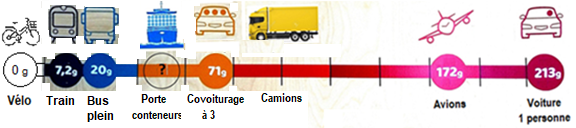 0 g
7,2g
20g
?
71g
172g
213g
Vélo
Train
Bus
plein
Porte
conteneurs
Covoiturage
à 3
Camions
Avions
Voiture
1 personne